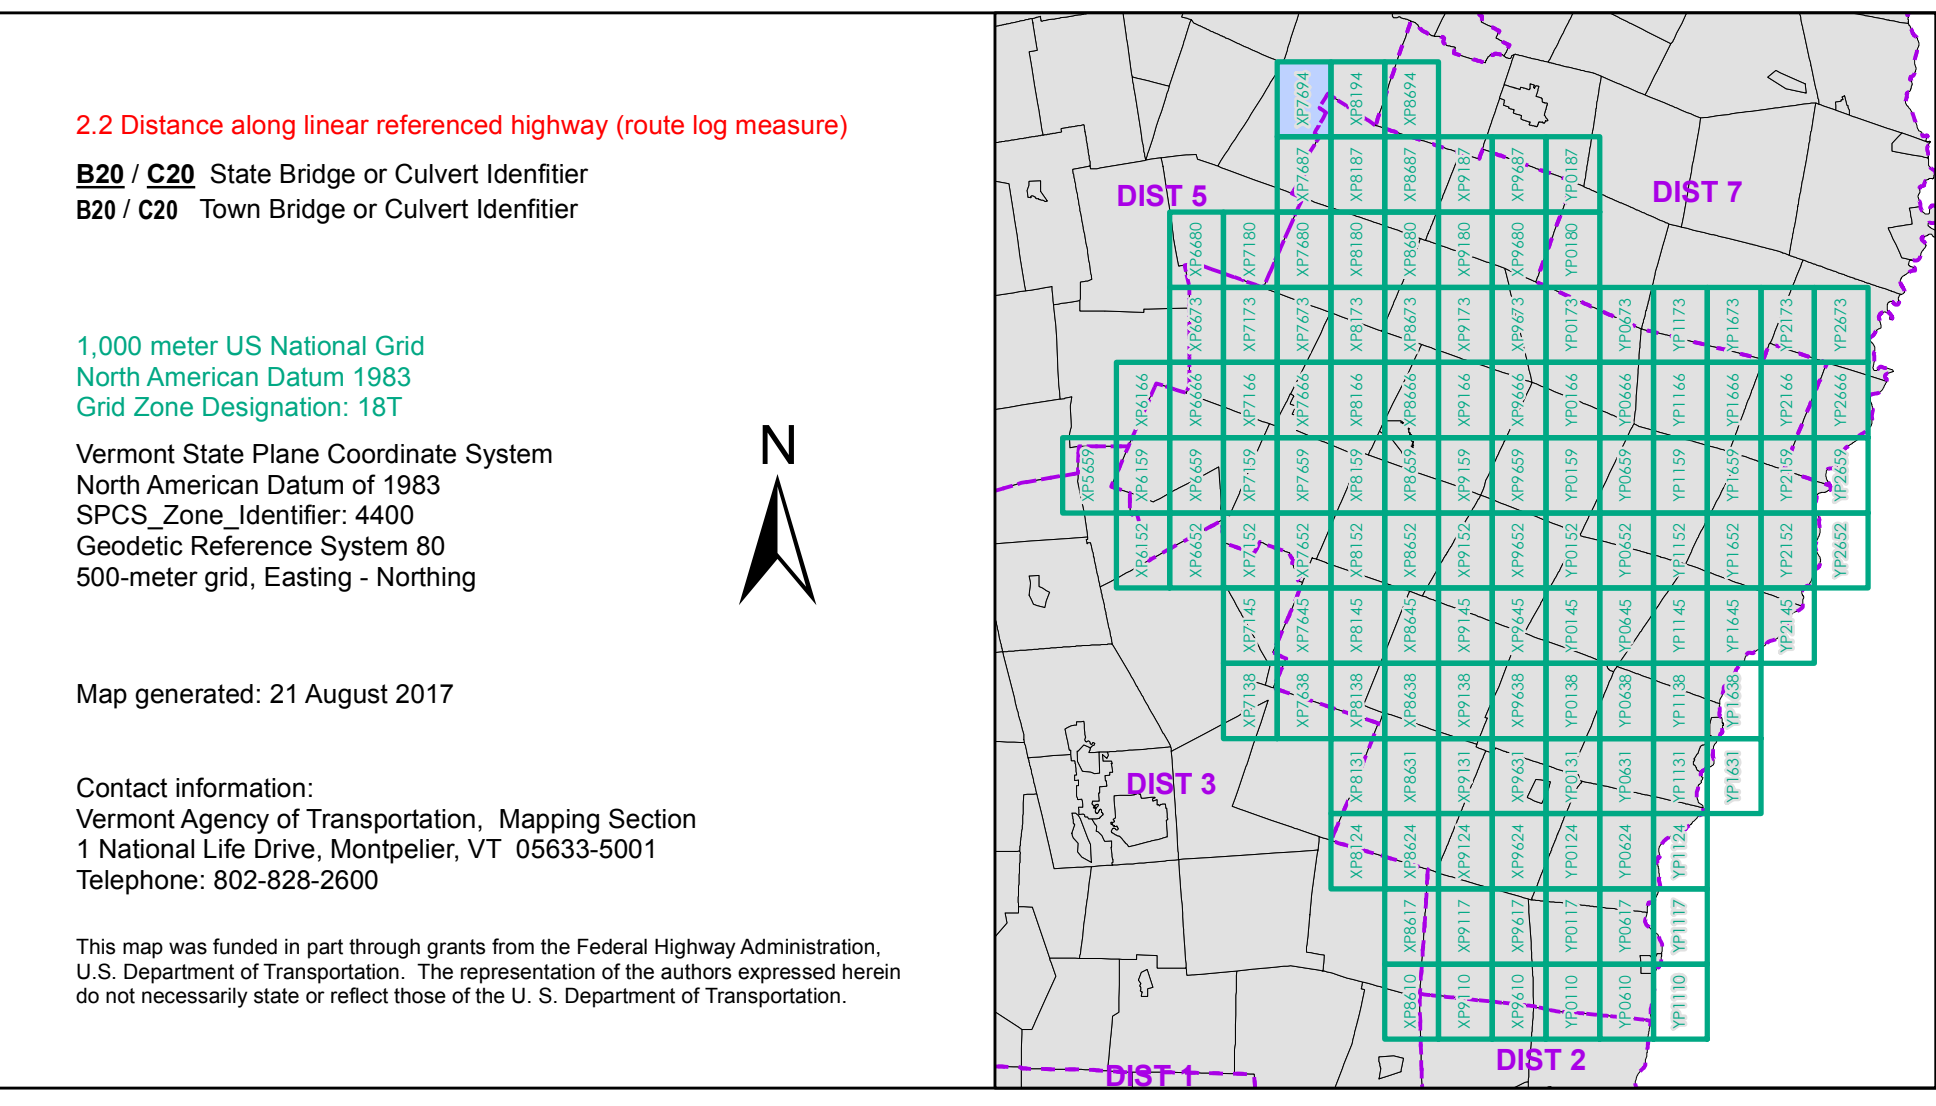 2.2 Distance along linear referenced highway (route log measure)
B20 / C20 State Bridge or Culvert Idenfitier
B20 / C20 Town Bridge or Culvert Idenfitier
1,000 meter US National Grid
North American Datum 1983
Grid Zone Designation: 18T
Vermont State Plane Coordinate System
North American Datum of 1983
SPCS_Zone_Identifier: 4400
Geodetic Reference System 80
500-meter grid, Easting - Northing
N
Map generated: 21 August 2017
Contact information:
Vermont Agency of Transportation, Mapping Section
1 National Life Drive, Montpelier, VT 05633-5001
Telephone: 802-828-2600
This map was funded in part through grants from the Federal Highway Administration,
U.S. Department of Transportation. The representation of the authors expressed herein
do not necessarily state or reflect those of the U. S. Department of Transportation.
XP7694 XP8194 XP8694
XP7687 XP8187 XP8687 XP9187 XP9687 YP0187
DIST 5
DIST 7
XP6680 XP7180 XP7680 XP8180 XP8680 XP9180 XP9680 YP0180
XP6673 XP7173 XP7673 XP8173 XP8673 XP9173 XP9673 YP0173 YP0673 YP1173 YP1673 YP2173 YP2673
XP6166 XP6666 XP7166 XP7666 XP8166 XP8666 XP9166 XP9666 YP0166 YP0666 YP1166 YP1666 YP2166 YP2666
XP5659 XP6159 XP6659 XP7159 XP7659 XP8159 XP8659 XP9159 XP9659 YP0159 YP0659 YP1159 YP1659 YP2159 YP2659
XP6152 XP6652 XP7152 XP7652 XP8152 XP8652 XP9152 XP9652 YP0152 YP0652 YP1152 YP1652 YP2152 YP2652
XP7145 XP7645 XP8145 XP8645 XP9145 XP9645 YP0145 YP0645 YP1145 YP1645 YP2145
XP7138 XP7638 XP8138 XP8638 XP9138 XP9638 YP0138 YP0638 YP1138 YP1638
DIST 3
XP8131 XP8631 XP9131 XP9631 YP0131 YP0631 YP1131 YP1631
XP8124 XP8624 XP9124 XP9624 YP0124 YP0624 YP1124
XP8617 XP9117 XP9617 YP0117 YP0617 YP1117
XP8610 XP9110 XP9610 YP0110 YP0610 YP1110
DIST 2
DIST 1